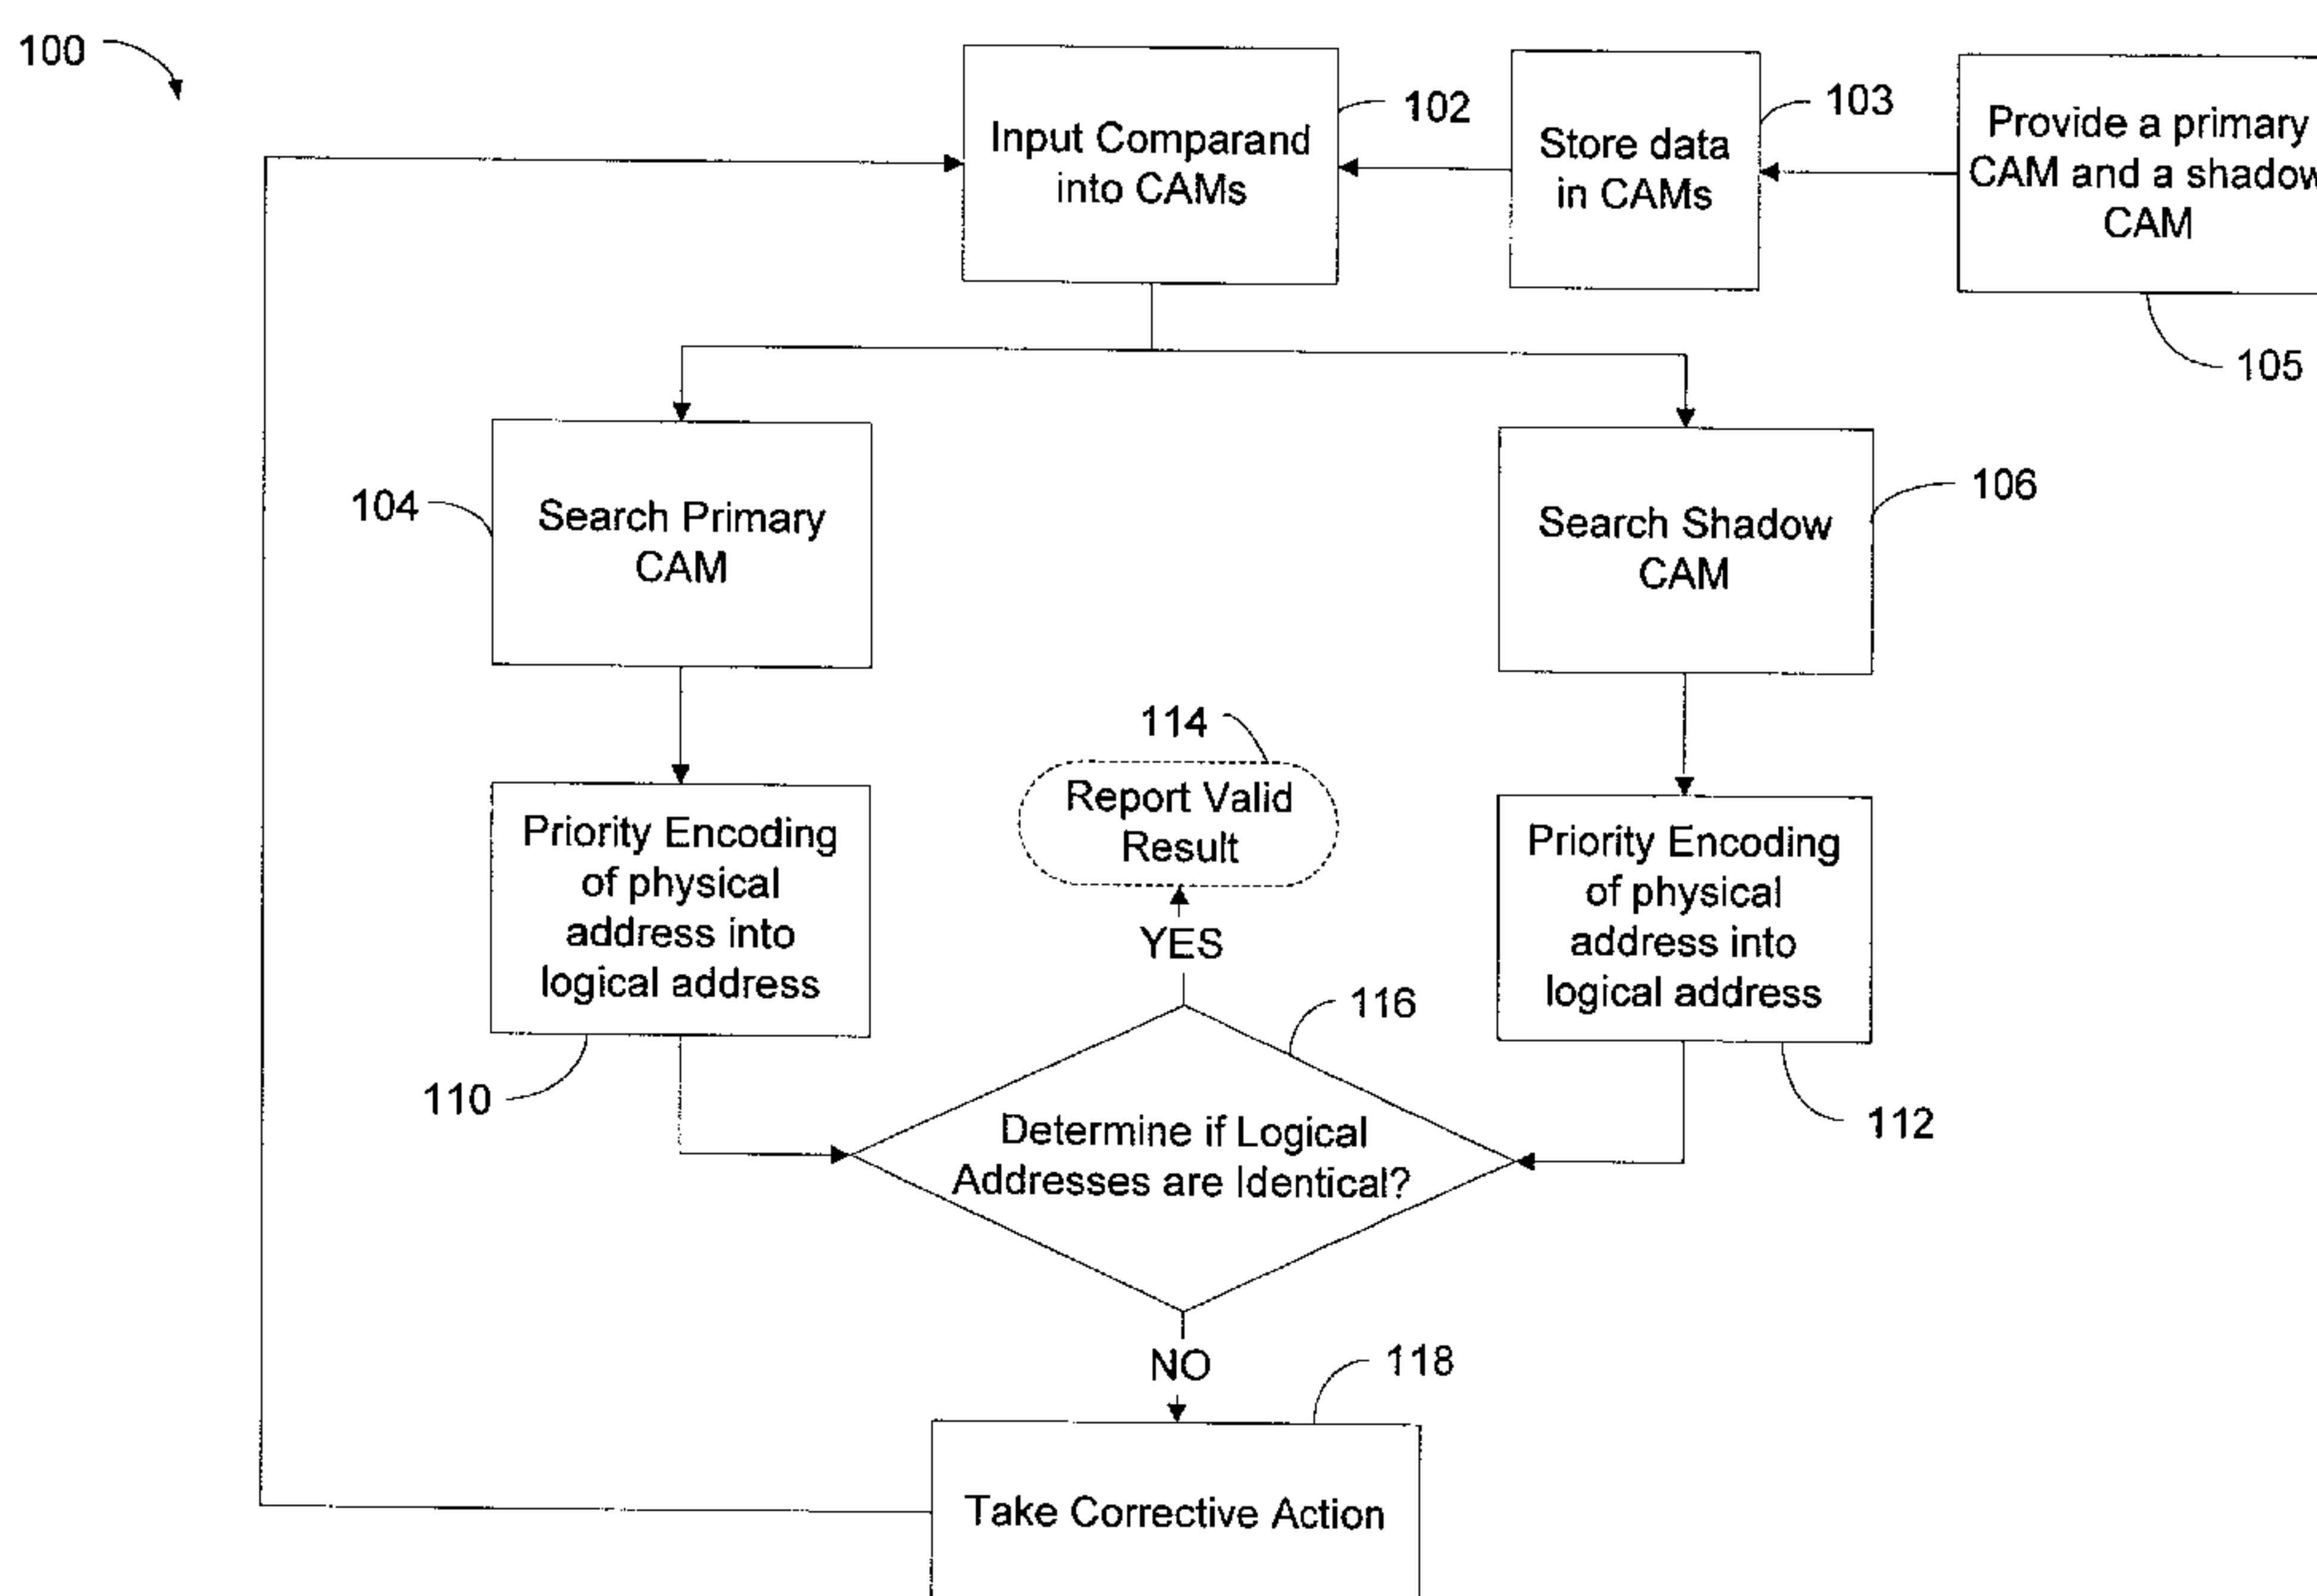 100
Input Comparand
into CAMs
102
Store data
in CAMs
103
Provide a primary
CAM and a shadow
CAM
105
104
Search Primary
CAM
Search Shadow
CAM
106
114
Report Valid
Result
Priority Encoding
of physical
address into
logical address
110
Priority Encoding
of physical
address into
logical address
112
YES
116
Determine if Logical
Addresses are Identical?
NO
118
Take Corrective Action